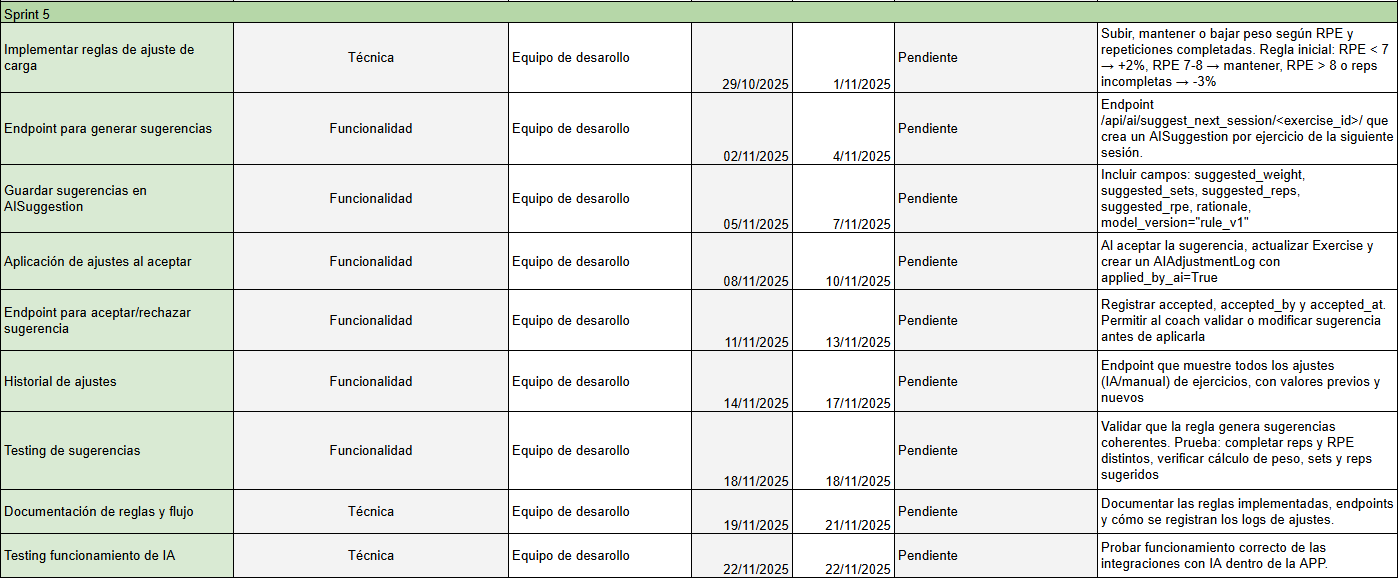 Sprint 5
Implementar reglas de ajuste de
carga
Técnica
Equipo de desarollo
29/10/2025
1/11/2025
Pendiente
Subir, mantener o bajar peso según RPE y
repeticiones completadas. Regla inicial: RPE < 7
→ +2%, RPE 7-8 → mantener, RPE > 8 o reps
incompletas → -3%
Endpoint para generar sugerencias
Funcionalidad
Equipo de desarollo
02/11/2025
4/11/2025
Pendiente
Endpoint
/api/ai/suggest_next_session/<exercise_id>/ que
crea un AISuggestion por ejercicio de la siguiente
sesión.
Guardar sugerencias en
AISuggestion
Funcionalidad
Equipo de desarollo
05/11/2025
7/11/2025
Pendiente
Incluir campos: suggested_weight,
suggested_sets, suggested_reps,
suggested_rpe, rationale,
model_version="rule_v1"
Aplicación de ajustes al aceptar
Funcionalidad
Equipo de desarollo
08/11/2025
10/11/2025
Pendiente
Al aceptar la sugerencia, actualizar Exercise y
crear un AIAdjustmentLog con
applied_by_ai=True
Endpoint para aceptar/rechazar
sugerencia
Funcionalidad
Equipo de desarollo
11/11/2025
13/11/2025
Pendiente
Registrar accepted, accepted_by y accepted_at.
Permitir al coach validar o modificar sugerencia
antes de aplicarla
Historial de ajustes
Funcionalidad
Equipo de desarollo
14/11/2025
17/11/2025
Pendiente
Endpoint que muestre todos los ajustes
(IA/manual) de ejercicios, con valores previos y
nuevos
Testing de sugerencias
Funcionalidad
Equipo de desarollo
18/11/2025
18/11/2025
Pendiente
Validar que la regla genera sugerencias
coherentes. Prueba: completar reps y RPE
distintos, verificar cálculo de peso, sets y reps
sugeridos
Documentación de reglas y flujo
Técnica
Equipo de desarollo
19/11/2025
21/11/2025
Pendiente
Documentar las reglas implementadas, endpoints
y cómo se registran los logs de ajustes.
Testing funcionamiento de IA
Técnica
Equipo de desarollo
22/11/2025
22/11/2025
Pendiente
Probar funcionamiento correcto de las
integraciones con IA dentro de la APP.